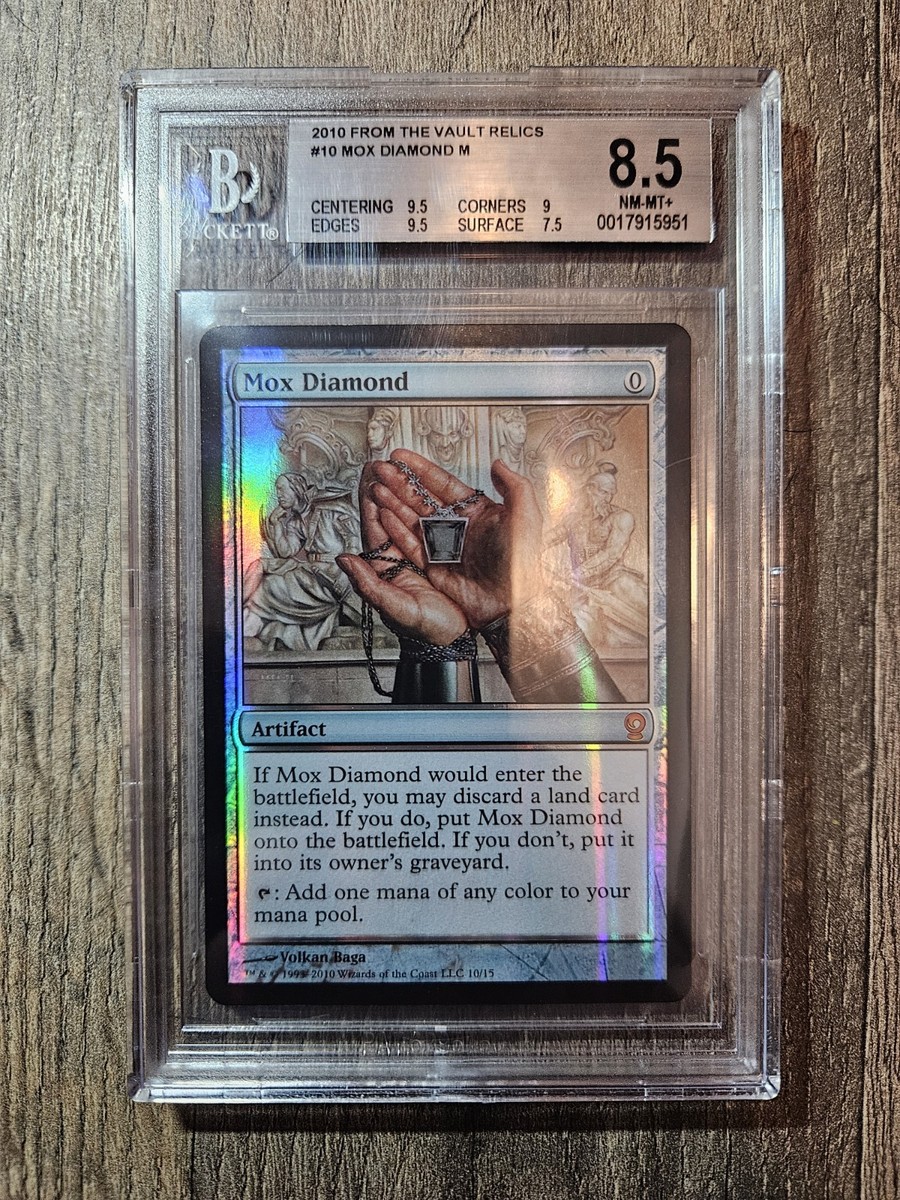 2010 FROM THE VAULT RELICS
#10 MOX DIAMOND M
8.5
NM-MT+
CENTERING 9.5 CORNERS 9
EDGES 9.5 SURFACE 7.5
0017915951
B
CKETT®
Mox Diamond 0
Artifact
If Mox Diamond would enter the
battlefield, you may discard a land card
instead. If you do, put Mox Diamond
onto the battlefield. If you don't, put it
into its owner's graveyard.
: Add one mana of any color to your
mana pool.
Volkan Baga
™ & © 1993–2010 Wizards of the Coast LLC 10/15